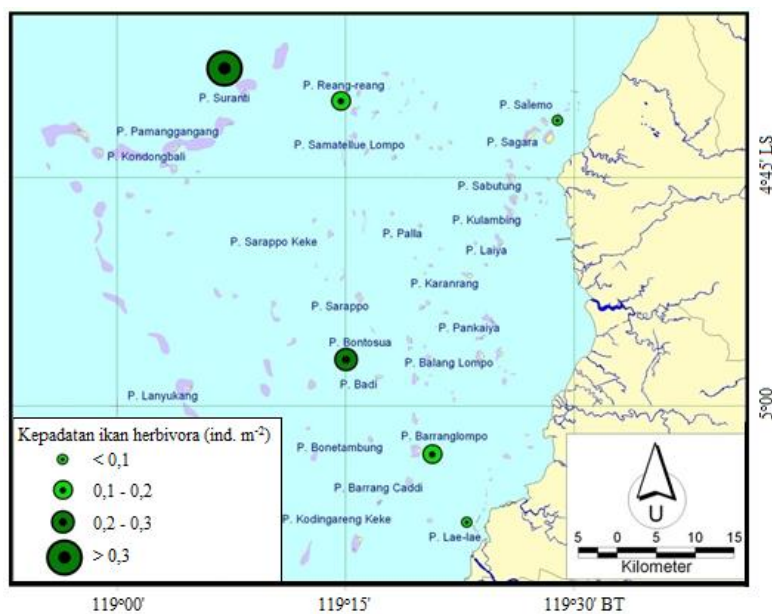 P. Reang-reang
P. Suranti
P. Salemo
P. Pamanggangang
P. Samatellue Lompo
P. Sagara
P. Kondongbali
4°45' LS
P. Sabutung
P. Kulambing
P. Palla
P. Sarappo Keke
P. Laiya
P. Karanrang
P. Sarappo
P. Pankaiya
P. Bontosua
P. Balang Lompo
P. Badi
P. Lanyukang
5°00
Kepadatan ikan herbivora (ind. m-2)
< 0,1
0,1 - 0,2
0,2 - 0,3
> 0,3
P. Barranglompo
P. Bonetambung
P. Barrang Caddi
P. Kodingareng Keke
P. Lae-lae
U
5 0 5 10 15
Kilometer
119°00' 119°15' 119°30' BT